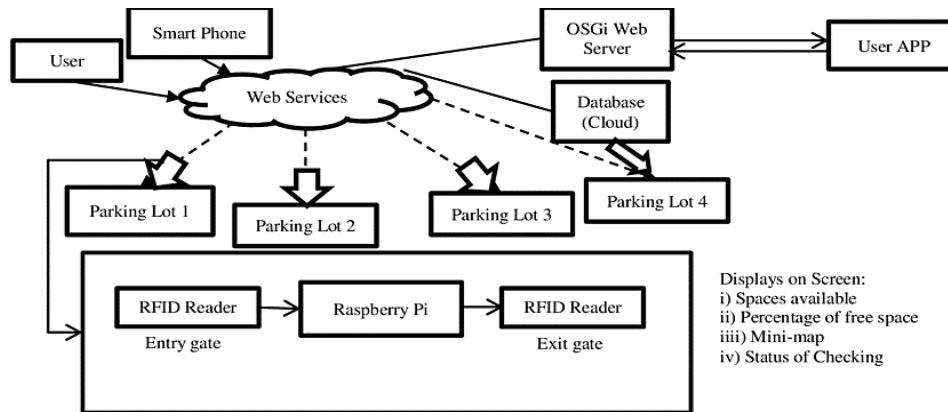 Smart Phone
User
OSGi Web
Server
User APP
Web Services
Database
(Cloud)
Parking Lot 1
Parking Lot 2
Parking Lot 3
Parking Lot 4
RFID Reader
Raspberry Pi
RFID Reader
Entry gate
Exit gate
Displays on Screen:
i) Spaces available
ii) Percentage of free space
iiii) Mini-map
iv) Status of Checking